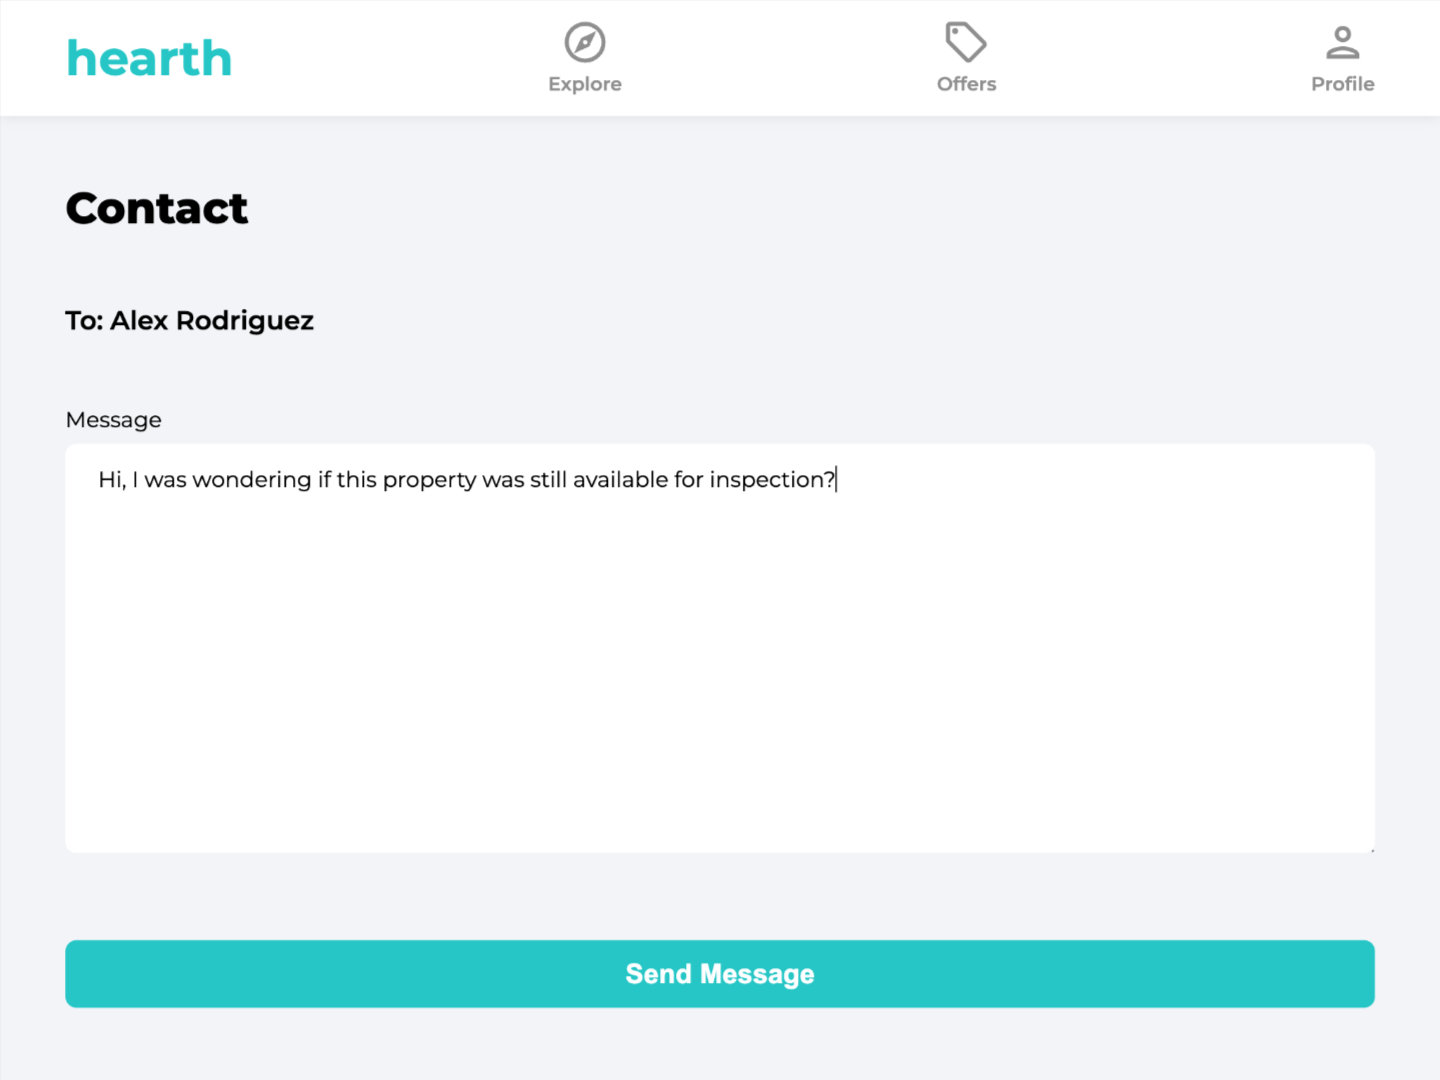 hearth
Explore
Offers
Profile
Contact
To: Alex Rodriguez
Message
Hi, I was wondering if this property was still available for inspection?
Send Message